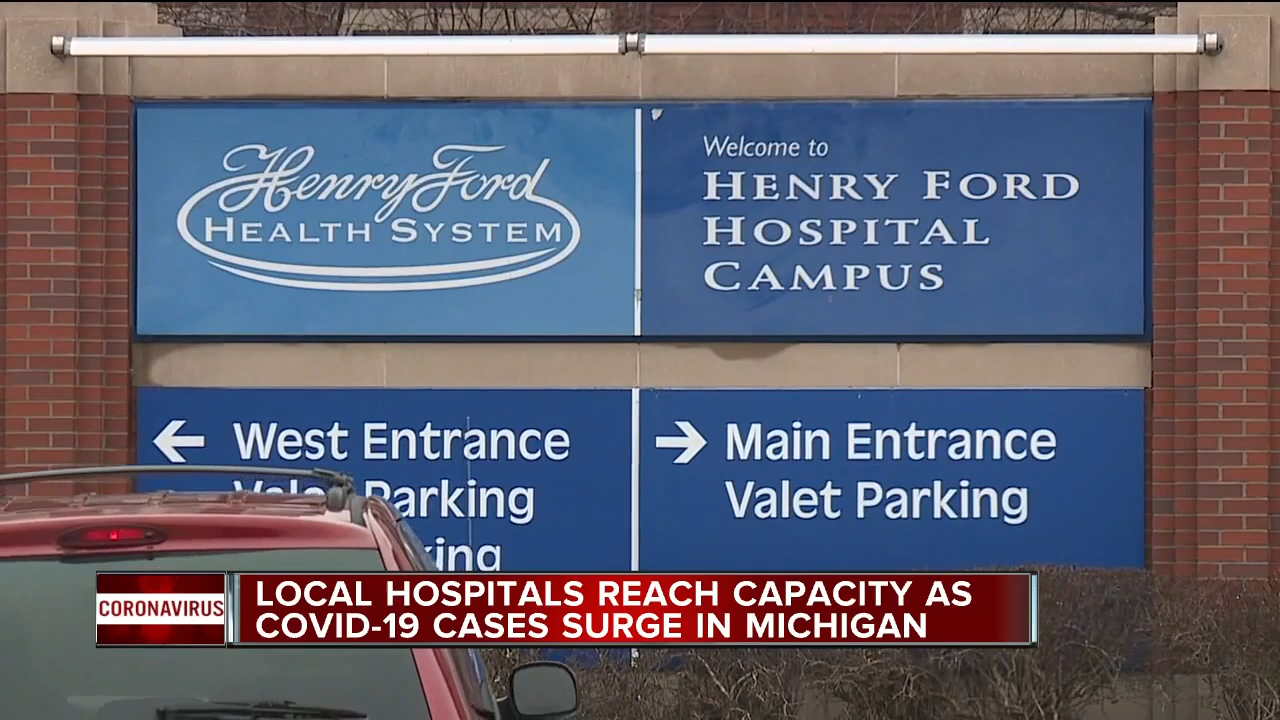 Henry Ford
HEALTH SYSTEM
Welcome to
HENRY FORD
HOSPITAL
CAMPUS
← West Entrance
Parking
→ Main Entrance
Valet Parking
CORONAVIRUS
LOCAL HOSPITALS REACH CAPACITY AS
COVID-19 CASES SURGE IN MICHIGAN